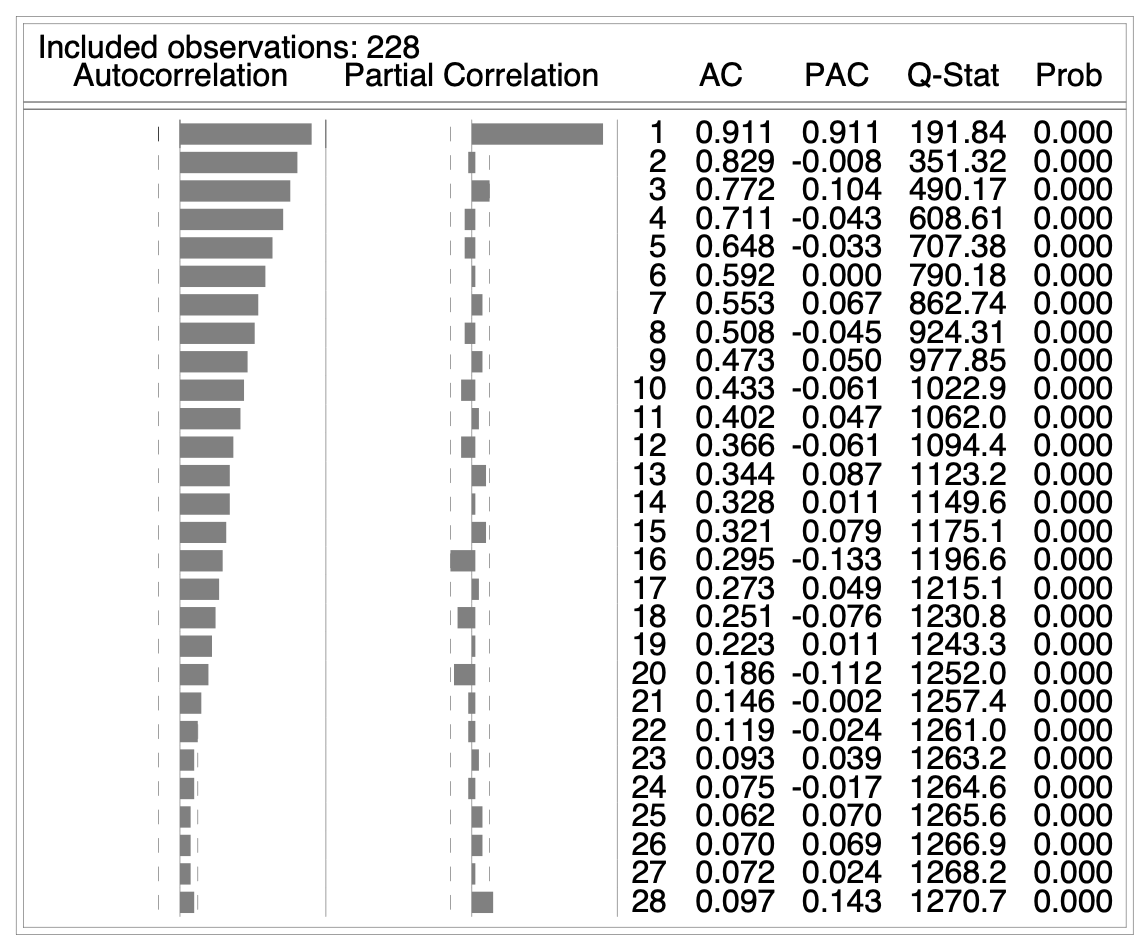 Included observations: 228
Autocorrelation Partial Correlation AC PAC Q-Stat Prob
1 0.911 0.911 191.84 0.000
2 0.829 -0.008 351.32 0.000
3 0.772 0.104 490.17 0.000
4 0.711 -0.043 608.61 0.000
5 0.648 -0.033 707.38 0.000
6 0.592 0.000 790.18 0.000
7 0.553 0.067 862.74 0.000
8 0.508 -0.045 924.31 0.000
9 0.473 0.050 977.85 0.000
10 0.433 -0.061 1022.9 0.000
11 0.402 0.047 1062.0 0.000
12 0.366 -0.061 1094.4 0.000
13 0.344 0.087 1123.2 0.000
14 0.328 0.011 1149.6 0.000
15 0.321 0.079 1175.1 0.000
16 0.295 -0.133 1196.6 0.000
17 0.273 0.049 1215.1 0.000
18 0.251 -0.076 1230.8 0.000
19 0.223 0.011 1243.3 0.000
20 0.186 -0.112 1252.0 0.000
21 0.146 -0.002 1257.4 0.000
22 0.119 -0.024 1261.0 0.000
23 0.093 0.039 1263.2 0.000
24 0.075 -0.017 1264.6 0.000
25 0.062 0.070 1265.6 0.000
26 0.070 0.069 1266.9 0.000
27 0.072 0.024 1268.2 0.000
28 0.097 0.143 1270.7 0.000